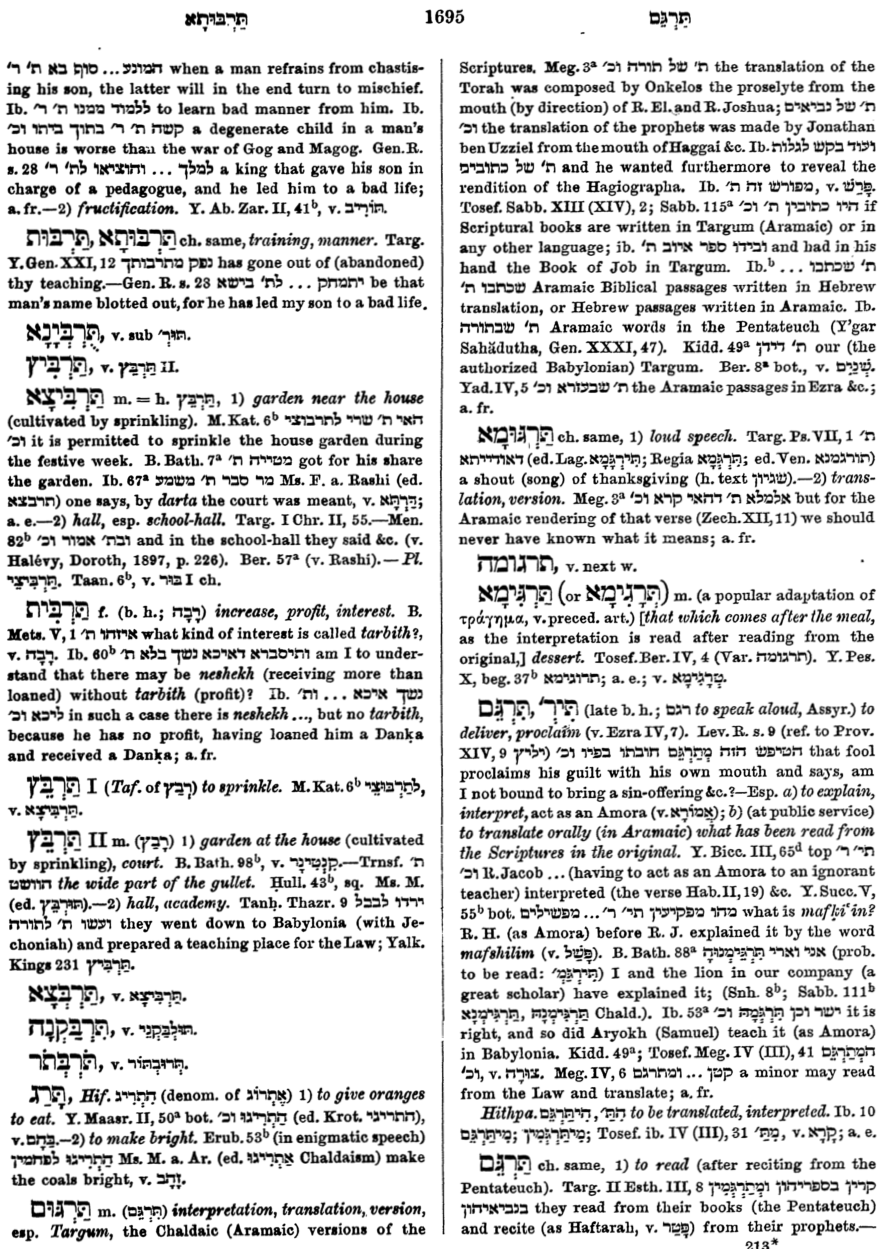 תַּרְבּוּתָא
1695
תִּרְגֵּם
המונע ... סוף בא ת' ר' when a man refrains from chastis-
ing his son, the latter will in the end turn to mischief.
Ib. ללמוד ממנו ת' ר' to learn bad manner from him. Ib.
קשה ת' ר' בתוך ביתו וכ' a degenerate child in a man's
house is worse than the war of Gog and Magog. Gen. R.
s. 28 למלך ... והוציאו לת' ר' a king that gave his son in
charge of a pedagogue, and he led him to a bad life;
a. fr.—2) fructification. Y. Ab. Zar. II, 41b, v.
תַּרְבּוּת, תַּרְבּוּתָא ch. same, training, manner. Targ.
Y. Gen. XXI, 12 נפק מתרבותך has gone out of (abandoned)
thy teaching.—Gen. R. s. 23 יתמחק ... לת' בישא be that
man's name blotted out, for he has led my son to a bad life.
v. sub תור'.
תַּרְבִּיץ, v. תַּרְבֵּץ II.
תַּרְבִּיצָא m. = h. תַּרְבֵּץ, 1) garden near the house
(cultivated by sprinkling). M. Kat. 6b האי ת' שרי לתרבוצי
וכ' it is permitted to sprinkle the house garden during
the festive week. B. Bath. 7a מטייה ת' got for his share
the garden. Ib. 67a מר סבר ת' משמע Ms. F. a. Rashi (ed.
תרבצא) one says, by darta the court was meant, v. דַּרְתָּא;
a. e.—2) hall, esp. school-hall. Targ. I Chr. II, 55.—Men.
82b ובת' אמור וכ' and in the school-hall they said &c. (v.
Halévy, Doroth, 1897, p. 226). Ber. 57a (v. Rashi).—Pl.
תַּרְבִּיצֵי. Taan. 6b, v. בּוּר I ch.
תַּרְבִּית f. (b. h.; רָבָה) increase, profit, interest. B.
Mets. V, 1 איזהו ת' what kind of interest is called tarbith?,
v. רָבָה. Ib. 60b ותיסברא דאיכא נשך בלא ת' am I to under-
stand that there may be neshekh (receiving more than
loaned) without tarbith (profit)? Ib. נשך איכא ... ות'
ליכא וכ' in such a case there is neshekh ..., but no tarbith,
because he has no profit, having loaned him a Danḳa
and received a Danḳa; a. fr.
תַּרְבֵּץ I (Taf. of רבץ) to sprinkle. M. Kat. 6b לתַרְבּוּצֵי,
v. תַּרְבִּיצָא.
תַּרְבֵּץ II m. (רָבַץ) 1) garden at the house (cultivated
by sprinkling), court. B. Bath. 98b, v. קַנְטֵינָר.—Trnsf. ת'
הוושט the wide part of the gullet. Ḥull. 43b, sq. Ms. M.
(ed. תּוּרְבַּץ).—2) hall, academy. Tanḥ. Thazr. 9 ירדו לבבל
ועשו ת' לתורה they went down to Babylonia (with Je-
choniah) and prepared a teaching place for the Law; Yalk.
Kings 231 תַּרְבִּיץ.
תַּרְבְּצָא, v. תַּרְבִּיצָא.
תִּרְבַּקְנָה, v. תּוּלְבַּקְנֵי.
תְּרֻבְתֹּר, v. תְּרוּבְתּוֹר.
תָּרַג, Hif. הִתְרִיג (denom. of אֶתְרוֹג) 1) to give oranges
to eat. Y. Maasr. II, 50a bot. הִתְרִיגוּ וכ' (ed. Krot. התריגי),
v. בָּהַם.—2) to make bright. Erub. 53b (in enigmatic speech)
הַתְרִיגוּ לפחמין Ms. M. a. Ar. (ed. אַתְרִיגוּ Chaldaism) make
the coals bright, v. זָהָב.
תַּרְגּוּם m. (תִּרְגֵּם) interpretation, translation, version,
esp. Targum, the Chaldaic (Aramaic) versions of the
Scriptures. Meg. 3a ת' של תורה וכ' the translation of the
Torah was composed by Onkelos the proselyte from the
mouth (by direction) of R. El. and R. Joshua; ת' של נביאים
וכ' the translation of the prophets was made by Jonathan
ben Uzziel from the mouth of Haggai &c. Ib. ועוד בקש לגלות
ת' של כתובים and he wanted furthermore to reveal the
rendition of the Hagiographa. Ib. מפורש זה ת', v. פָּרַשׁ.
Tosef. Sabb. XIII (XIV), 2; Sabb. 115a היו כתובין ת' וכ' if
Scriptural books are written in Targum (Aramaic) or in
any other language; ib. ובידו ספר איוב ת' and had in his
hand the Book of Job in Targum. Ib.b ת' שכתבו ...
שכתבו ת' Aramaic Biblical passages written in Hebrew
translation, or Hebrew passages written in Aramaic. Ib.
ת' שבתורה Aramaic words in the Pentateuch (Y'gar
Sahădutha, Gen. XXXI, 47). Kidd. 49a ת' דידן our (the
authorized Babylonian) Targum. Ber. 8a bot., v. שְׁנַיִם.
Yad. IV, 5 ת' שבעזרא וכ' the Aramaic passages in Ezra &c.;
a. fr.
תַּרְגּוּמָא ch. same, 1) loud speech. Targ. Ps. VII, 1 ת'
דאודייתא (ed. Lag. תִּירְגָּמָא; Regia תַּרְגְּמָא; ed. Ven. תורגמנא)
a shout (song) of thanksgiving (h. text שגיון).—2) trans-
lation, version. Meg. 3a אלמלא ת' דהאי קרא וכ' but for the
Aramaic rendering of that verse (Zech. XII, 11) we should
never have known what it means; a. fr.
תרגומה, v. next w.
תַּרְגִּימָא (or תְּרָגִימָא) m. (a popular adaptation of
τράγημα, v. preced. art.) [that which comes after the meal,
as the interpretation is read after reading from the
original,] dessert. Tosef. Ber. IV, 4 (Var. תרגומה). Y. Pes.
X, beg. 37b תרוגימא; a. e.; v. טְרָגִימָא.
תִּרְגֵּם, תִּיר' (late b. h.; רגם to speak aloud, Assyr.) to
deliver, proclaim (v. Ezra IV, 7). Lev. R. s. 9 (ref. to Prov.
XIV, 9 יליץ) הטיפש הזה מְתַרְגֵּם חובתו בפיו וכ' that fool
proclaims his guilt with his own mouth and says, am
I not bound to bring a sin-offering &c.?—Esp. a) to explain,
interpret, act as an Amora (v. אֲמוֹרָא); b) (at public service)
to translate orally (in Aramaic) what has been read from
the Scriptures in the original. Y. Bicc. III, 65d top תי' ר'
וכ' R. Jacob ... (having to act as an Amora to an ignorant
teacher) interpreted (the verse Hab. II, 19) &c. Y. Succ. V,
55b bot. מהו מפקיעין תי' ר' ... מפשילים what is mafḳi'in?
R. H. (as Amora) before R. J. explained it by the word
mafshilim (v. פָּשַׁל). B. Bath. 88a אני וארי תַּרְגֵּימְנוּהָ (prob.
to be read: תִּירְגַּמְ') I and the lion in our company (a
great scholar) have explained it; (Snh. 8b; Sabb. 111b
תַּרְגֵּימְנָא, תַּרְגֵּימְנָהּ Chald.). Ib. 53a ישר וכן תִּרְגְּמָהּ וכ' it is
right, and so did Aryokh (Samuel) teach it (as Amora)
in Babylonia. Kidd. 49a; Tosef. Meg. IV (III), 41 הַמְתַרְגֵּם
וכ', v. צוּרָה. Meg. IV, 6 קטן ... ומתרגם a minor may read
from the Law and translate; a. fr.
Hithpa. הִתַּרְגֵּם, הִיתַּ' to be translated, interpreted. Ib. 10
מִיתַּרְגְּמִין; מִיתַּרְגֵּם; Tosef. ib. IV (III), 31 מִתַּ', v. קָרָא; a. e.
תַּרְגֵּם ch. same, 1) to read (after reciting from the
Pentateuch). Targ. II Esth. III, 8 קרין בספריהון וּמְתַרְגְּמִין
בנביאיהון they read from their books (the Pentateuch)
and recite (as Haftarah, v. פְּטַר) from their prophets.—
213*